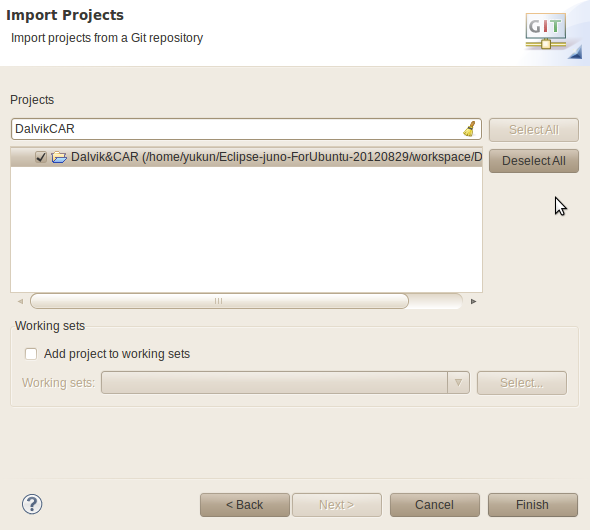 Import Projects
Import projects from a Git repository
GIT
Projects
DalvikCAR
Select All
Dalvik&CAR (/home/yukun/Eclipse-juno-ForUbuntu-20120829/workspace/D
Deselect All
Working sets
Add project to working sets
Working sets:
Select...
?
< Back
Next >
Cancel
Finish